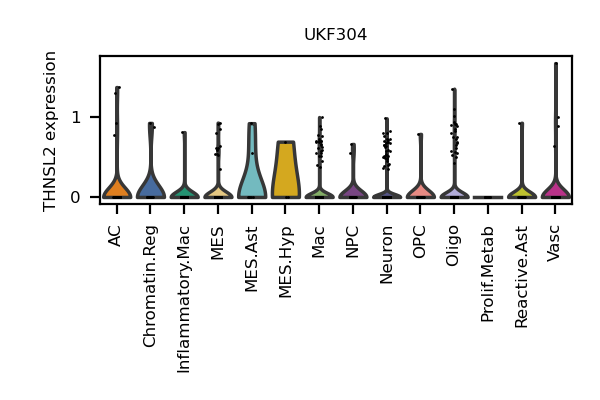 UKF304
THNSL2 expression
1
0
AC
Chromatin.Reg
Inflammatory.Mac
MES
MES.Ast
MES.Hyp
Mac
NPC
Neuron
OPC
Oligo
Prolif.Metab
Reactive.Ast
Vasc